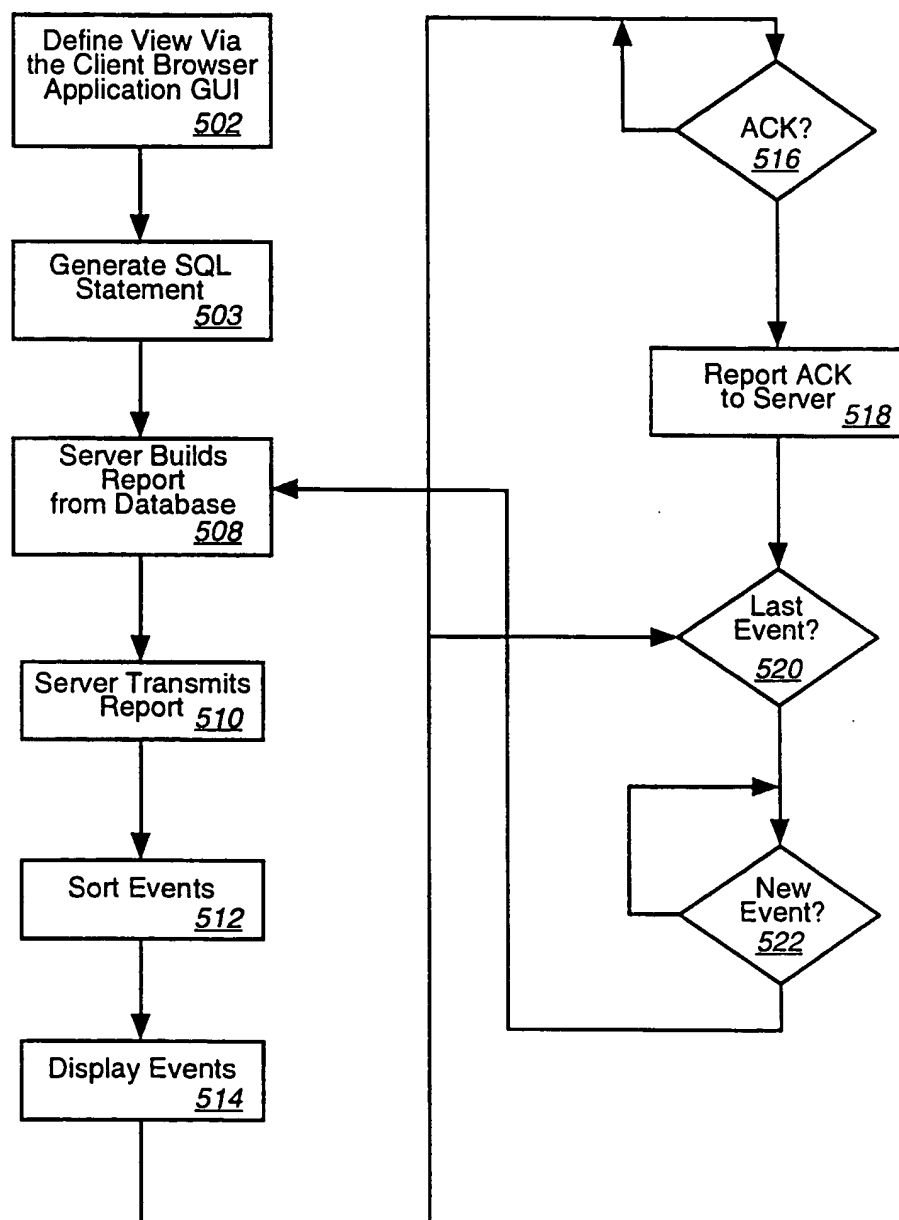 Define View Via
the Client Browser
Application GUI
502
Generate SQL
Statement
503
Server Builds
Report
from Database
508
Server Transmits
Report
510
Sort Events
512
Display Events
514
ACK?
516
Report ACK
to Server
518
Last
Event?
520
New
Event?
522